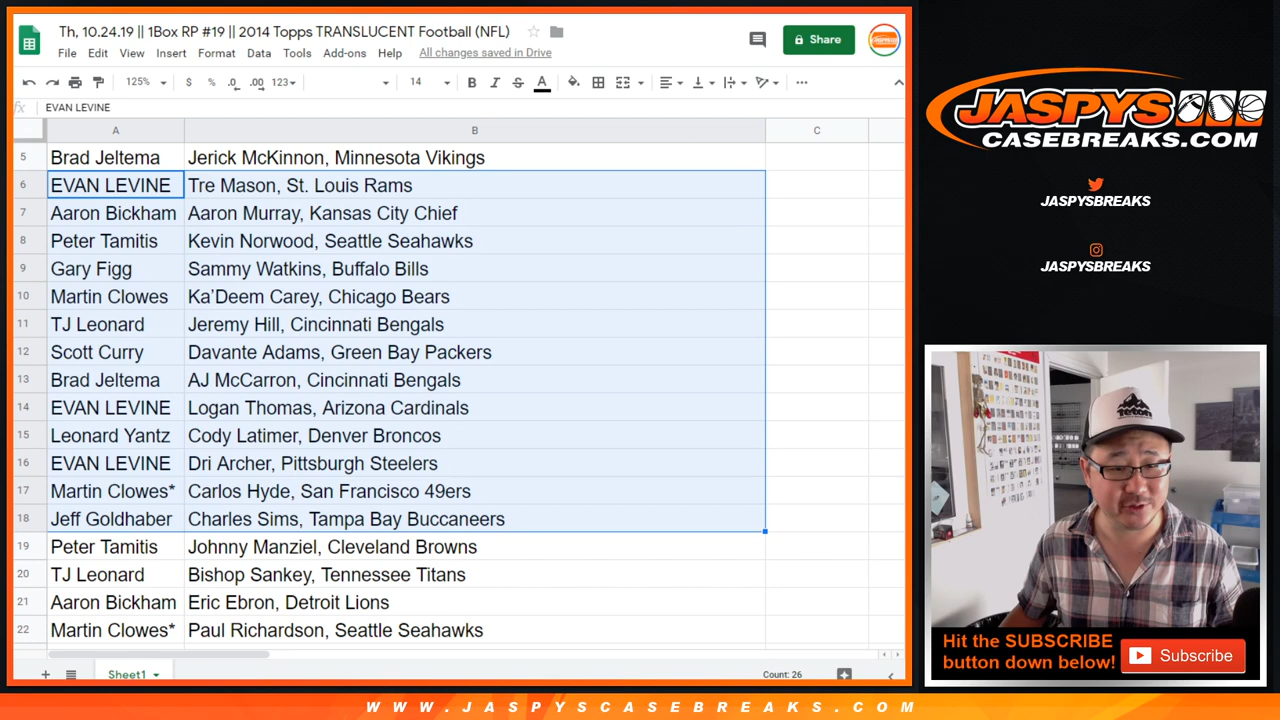 Th, 10.24.19 || 1Box RP #19 || 2014 Topps TRANSLUCENT Football (NFL)
File Edit View Insert Format Data Tools Add-ons Help All changes saved in Drive
Share
125% $ % .0 .00 123 14 B I S A
fx EVAN LEVINE
A B C
5 Brad Jeltema Jerick McKinnon, Minnesota Vikings
6 EVAN LEVINE Tre Mason, St. Louis Rams
7 Aaron Bickham Aaron Murray, Kansas City Chief
8 Peter Tamitis Kevin Norwood, Seattle Seahawks
9 Gary Figg Sammy Watkins, Buffalo Bills
10 Martin Clowes Ka'Deem Carey, Chicago Bears
11 TJ Leonard Jeremy Hill, Cincinnati Bengals
12 Scott Curry Davante Adams, Green Bay Packers
13 Brad Jeltema AJ McCarron, Cincinnati Bengals
14 EVAN LEVINE Logan Thomas, Arizona Cardinals
15 Leonard Yantz Cody Latimer, Denver Broncos
16 EVAN LEVINE Dri Archer, Pittsburgh Steelers
17 Martin Clowes* Carlos Hyde, San Francisco 49ers
18 Jeff Goldhaber Charles Sims, Tampa Bay Buccaneers
19 Peter Tamitis Johnny Manziel, Cleveland Browns
20 TJ Leonard Bishop Sankey, Tennessee Titans
21 Aaron Bickham Eric Ebron, Detroit Lions
22 Martin Clowes* Paul Richardson, Seattle Seahawks
Sheet1
Count: 26
JASPYS
CASEBREAKS.COM
JASPYSBREAKS
JASPYSBREAKS
Hit the SUBSCRIBE
button down below!
Subscribe
WWW.JASPYSCASEBREAKS.COM